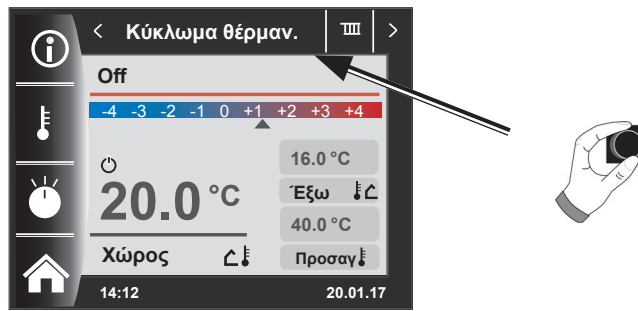 < Κύκλωμα θέρμαν. >
Off
-4 -3 -2 -1 0 +1 +2 +3 +4
16.0 °C
20.0 °C
Έξω
40.0 °C
Χώρος
Προσαγ
14:12 20.01.17